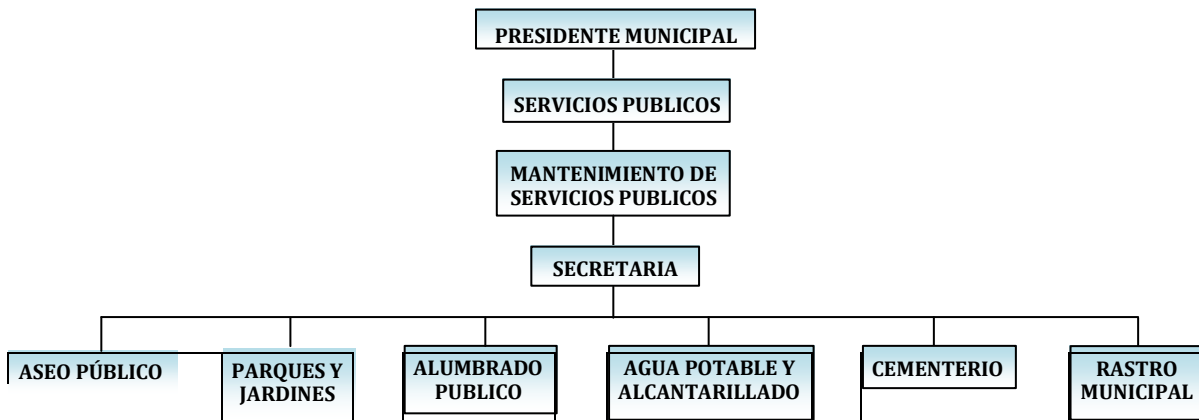 PRESIDENTE MUNICIPAL
SERVICIOS PUBLICOS
MANTENIMIENTO DE
SERVICIOS PUBLICOS
SECRETARIA
ASEO PÚBLICO
PARQUES Y
JARDINES
ALUMBRADO
PUBLICO
AGUA POTABLE Y
ALCANTARILLADO
CEMENTERIO
RASTRO
MUNICIPAL